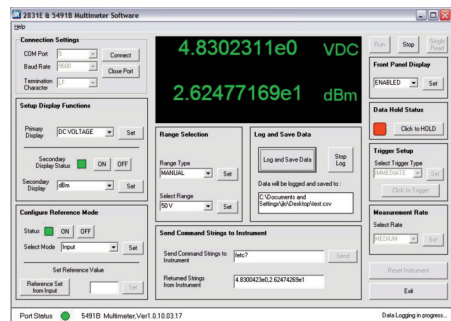 2831E & 5491B Multimeter Software
Help
Connection Settings
COM Port 5 Connect
Baud Rate 9600 Close Port
Termination Character LF
Setup Display Functions
Primary Display DC VOLTAGE Set
Secondary Display Status ON OFF
Secondary Display dBm Set
Configure Reference Mode
Status ON OFF
Select Mode Input Set
Set Reference Value
Reference Set from Input Set
4.8302311e0 VDC
2.62477169e1 dBm
Range Selection
Range Type
MANUAL Set
Select Range
50 V Set
Log and Save Data
Log and Save Data Stop Log
Data will be logged and saved to :
C:\Documents and
Settings\jlo\Desktop\test.csv
Send Command Strings to Instrument
Send Command Strings to Instrument fetc? Send
Returned Strings from Instrument 4.8300423e0,2.62474269e1
Run Stop Single Read
Front Panel Display
ENABLED Set
Data Hold Status
Click to HOLD
Trigger Setup
Select Trigger Type
IMMEDIATE Set
Click to Trigger
Measurement Rate
Select Rate
MEDIUM Set
Reset Instrument
Exit
Port Status 5491B Multimeter,Ver1.0.10.03.17 Data Logging in progress...